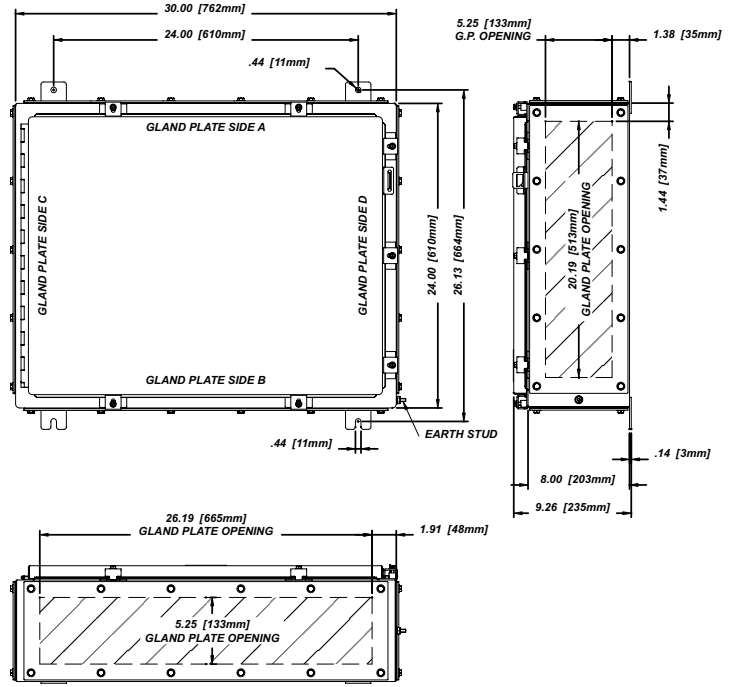 30.00 [762mm]
24.00 [610mm]
.44 [11mm]
5.25 [133mm]
G.P. OPENING
1.38 [35mm]
GLAND PLATE SIDE A
GLAND PLATE SIDE C
GLAND PLATE SIDE D
24.00 [610mm]
26.13 [664mm]
20.19 [513mm]
GLAND PLATE OPENING
1.44 [37mm]
GLAND PLATE SIDE B
.44 [11mm]
EARTH STUD
.14 [3mm]
8.00 [203mm]
9.26 [235mm]
26.19 [665mm]
GLAND PLATE OPENING
1.91 [48mm]
5.25 [133mm]
GLAND PLATE OPENING